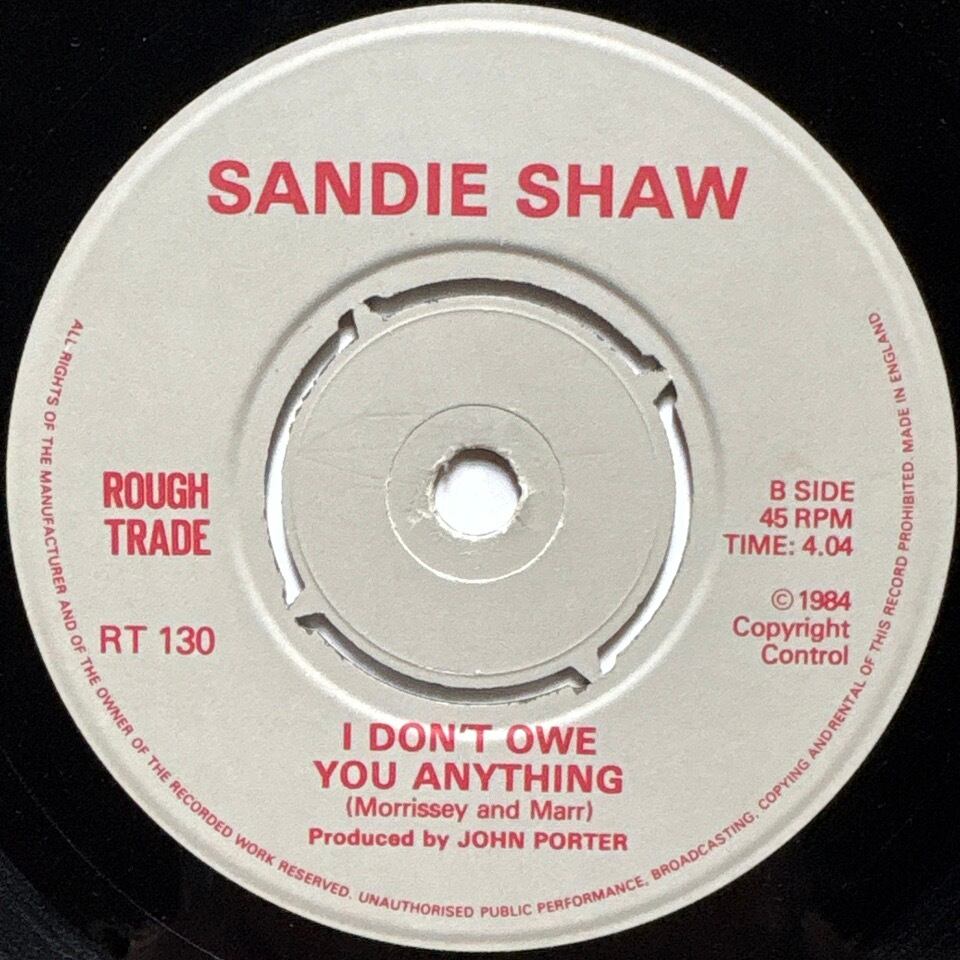 SANDIE SHAW
ROUGH
TRADE
RT 130
B SIDE
45 RPM
TIME: 4.04
© 1984
Copyright
Control
I DON'T OWE
YOU ANYTHING
(Morrissey and Marr)
Produced by JOHN PORTER
ALL RIGHTS OF THE MANUFACTURER AND OF THE OWNER OF THE RECORDED WORK RESERVED. UNAUTHORISED PUBLIC PERFORMANCE, BROADCASTING, COPYING AND RENTAL OF THIS RECORD PROHIBITED. MADE IN ENGLAND